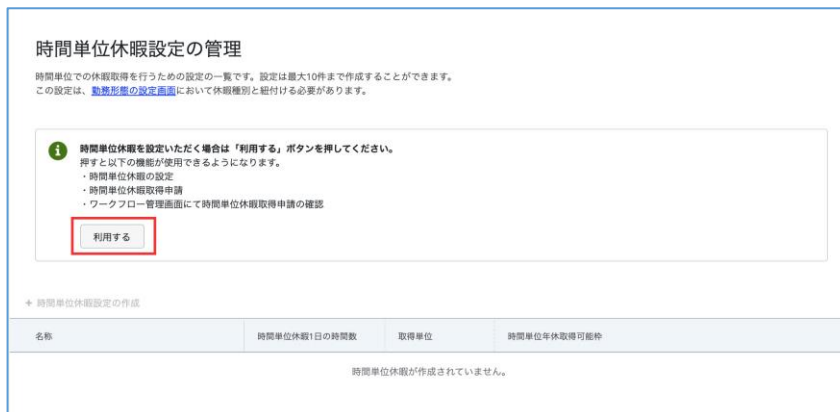 時間単位休暇設定の管理
時間単位での休暇取得を行うための設定の一覧です。設定は最大10件まで作成することができます。
この設定は、勤務形態の設定画面において休暇種別と紐付ける必要があります。
時間単位休暇を設定いただく場合は「利用する」ボタンを押してください。
押すと以下の機能が使用できるようになります。
・時間単位休暇の設定
・時間単位休暇取得申請
・ワークフロー管理画面にて時間単位休暇取得申請の確認
利用する
+ 時間単位休暇設定の作成
名称 時間単位休暇1日の時間数 取得単位 時間単位年休取得可能枠
時間単位休暇が作成されていません。